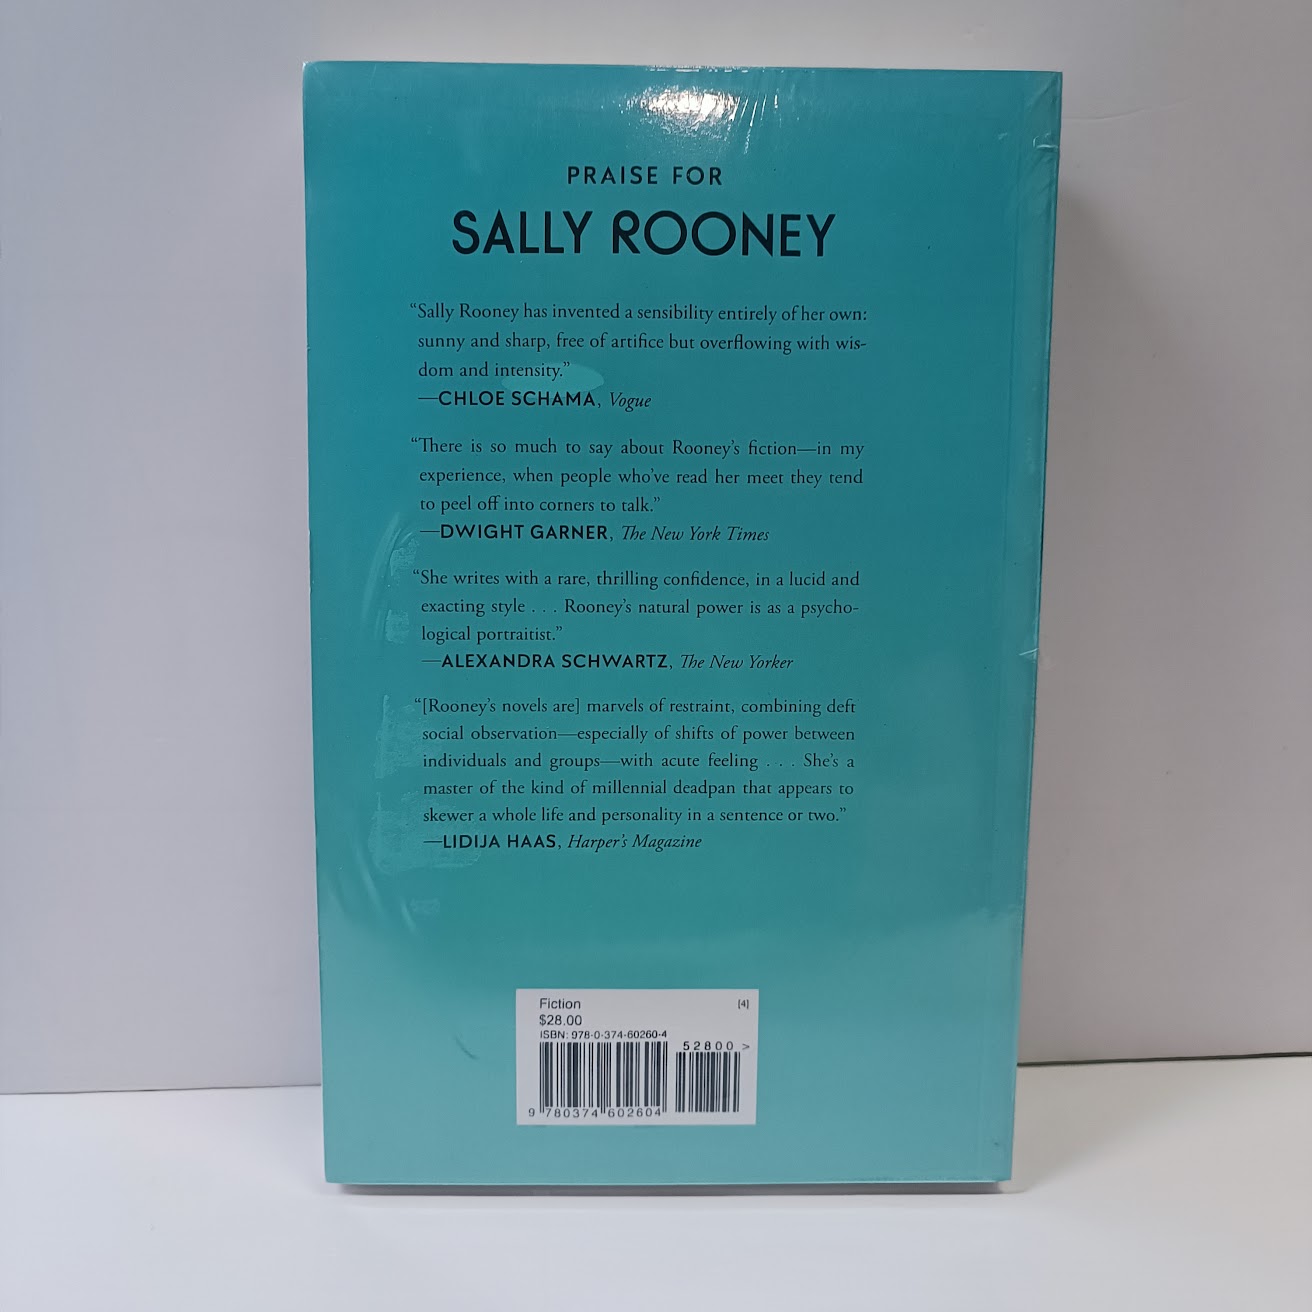 PRAISE FOR
SALLY ROONEY
“Sally Rooney has invented a sensibility entirely of her own:
sunny and sharp, free of artifice but overflowing with wis-
dom and intensity.”
—CHLOE SCHAMA, Vogue
“There is so much to say about Rooney’s fiction—in my
experience, when people who’ve read her meet they tend
to peel off into corners to talk.”
—DWIGHT GARNER, The New York Times
“She writes with a rare, thrilling confidence, in a lucid and
exacting style . . . Rooney’s natural power is as a psycho-
logical portraitist.”
—ALEXANDRA SCHWARTZ, The New Yorker
“[Rooney’s novels are] marvels of restraint, combining deft
social observation—especially of shifts of power between
individuals and groups—with acute feeling . . . She’s a
master of the kind of millennial deadpan that appears to
skewer a whole life and personality in a sentence or two.”
—LIDIJA HAAS, Harper’s Magazine
Fiction [4]
$28.00
ISBN: 978-0-374-60260-4
52800 >
9 780374 602604